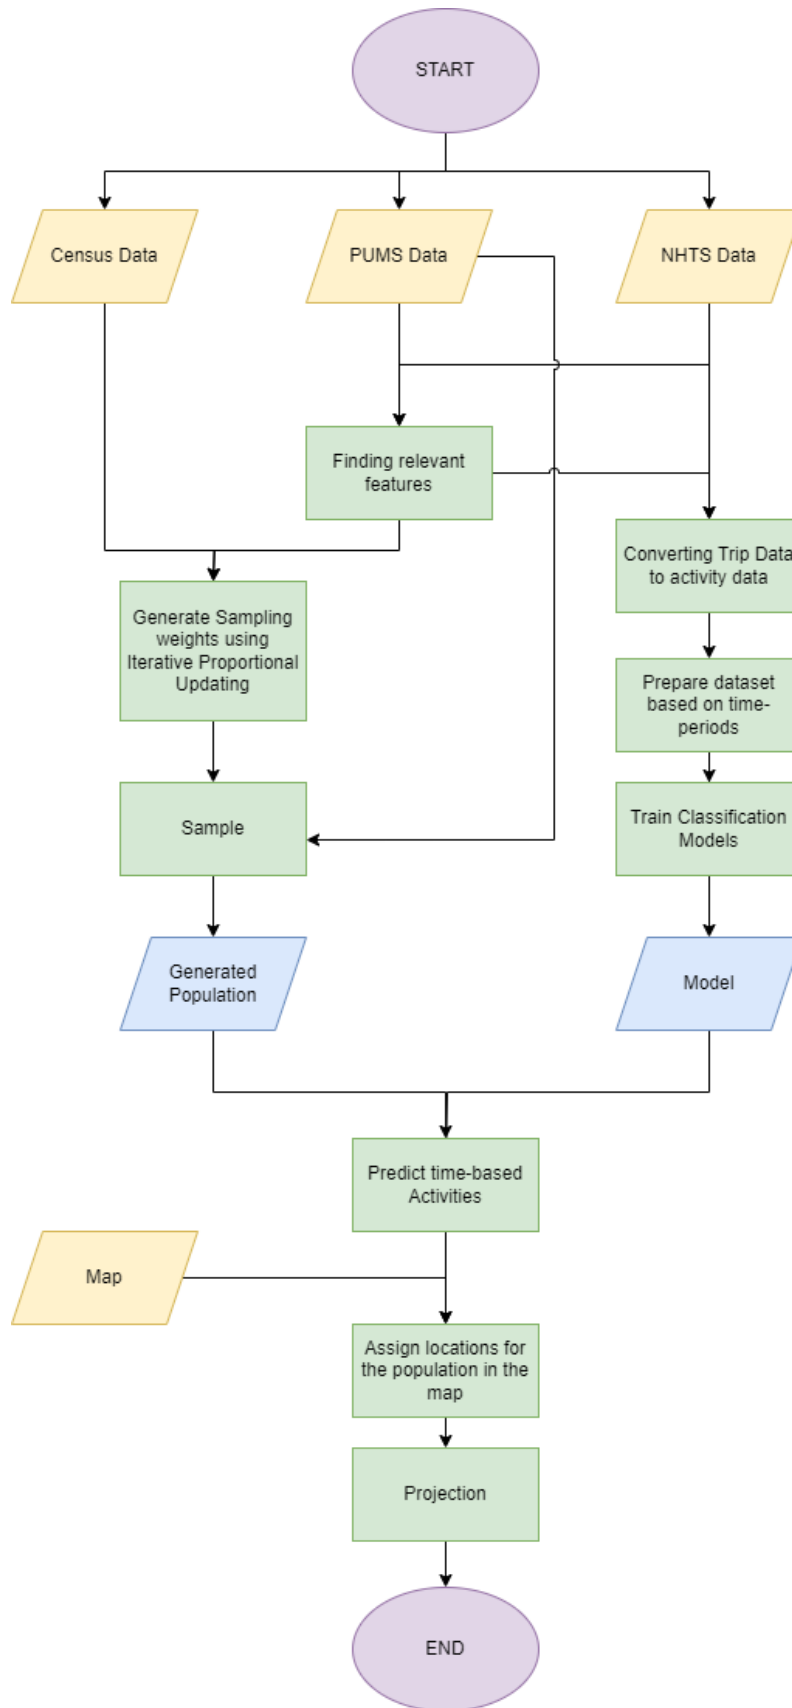 START
Census Data
PUMS Data
NHTS Data
Finding relevant
features
Converting Trip Data
to activity data
Generate Sampling
weights using
Iterative Proportional
Updating
Prepare dataset
based on time-
periods
Sample
Train Classification
Models
Generated
Population
Model
Predict time-based
Activities
Map
Assign locations for
the population in the
map
Projection
END